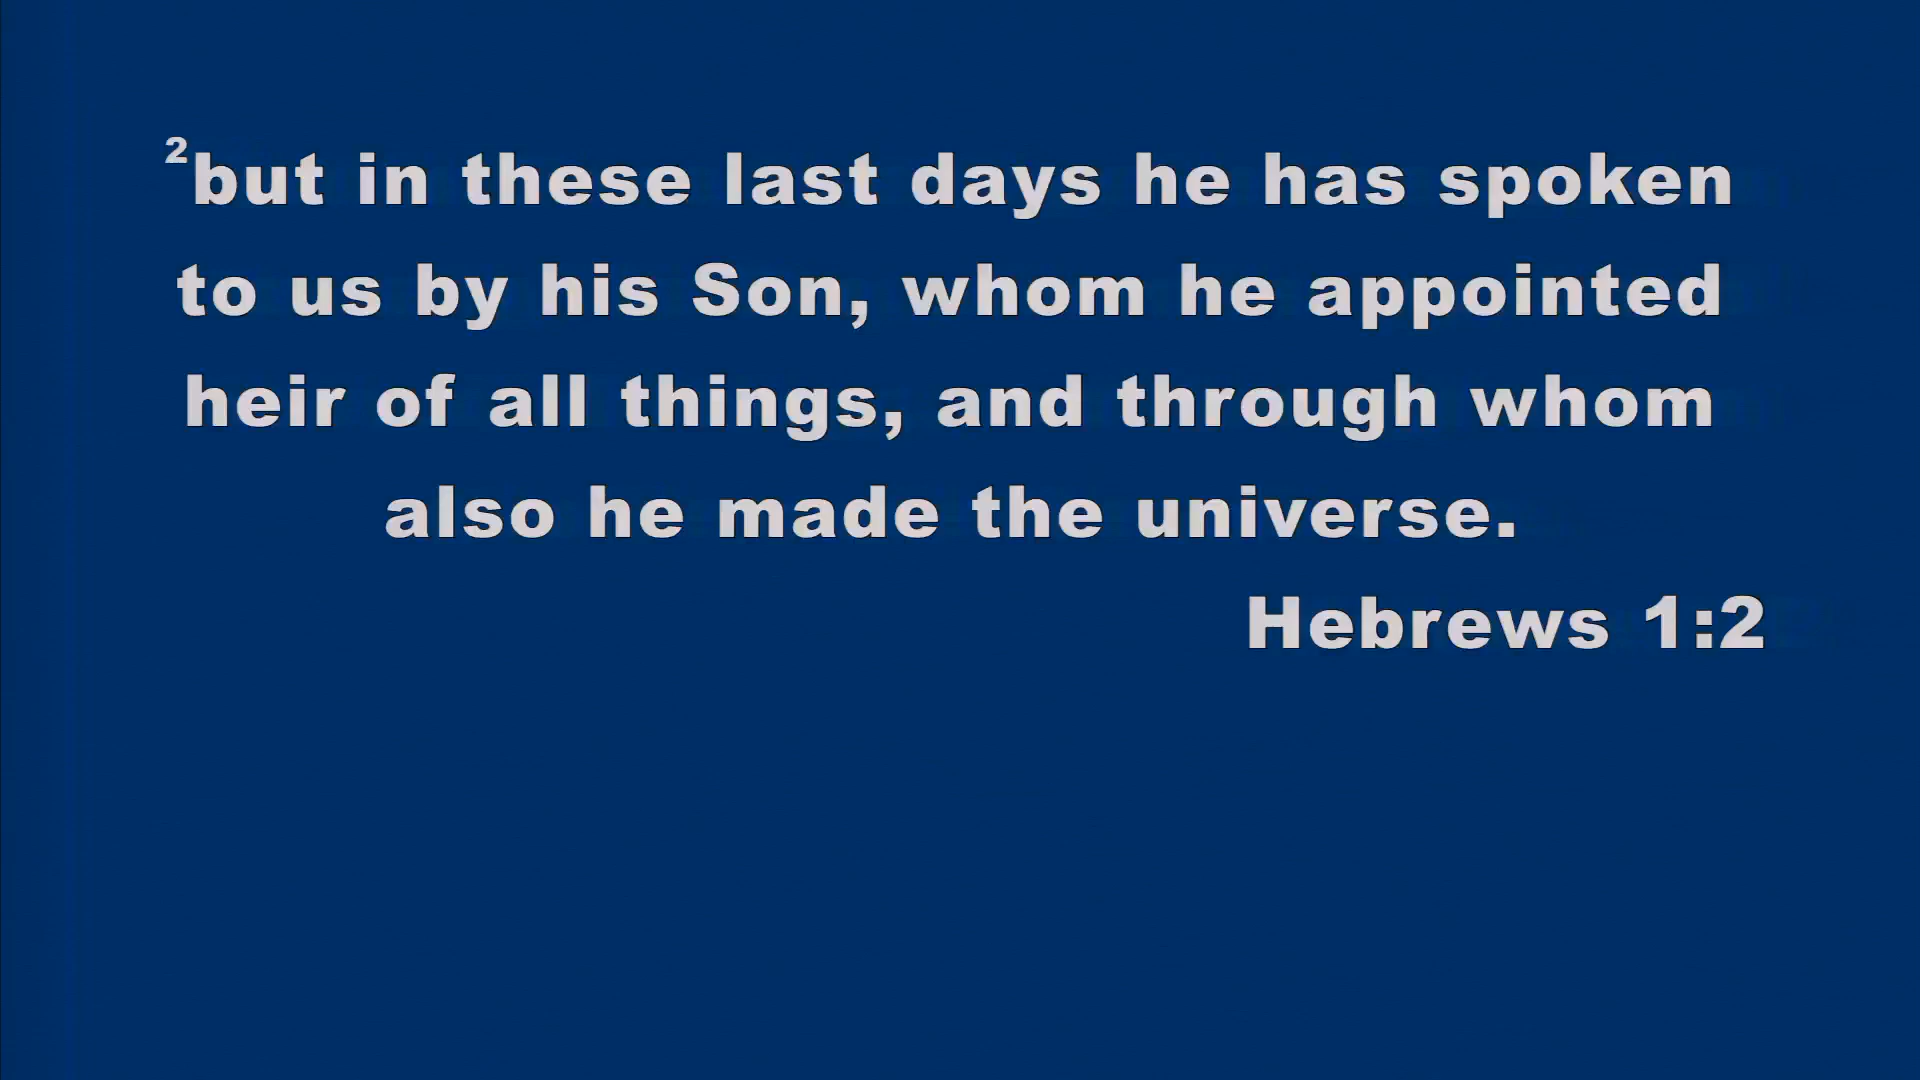 ²but in these last days he has spoken
to us by his Son, whom he appointed
heir of all things, and through whom
also he made the universe.
Hebrews 1:2